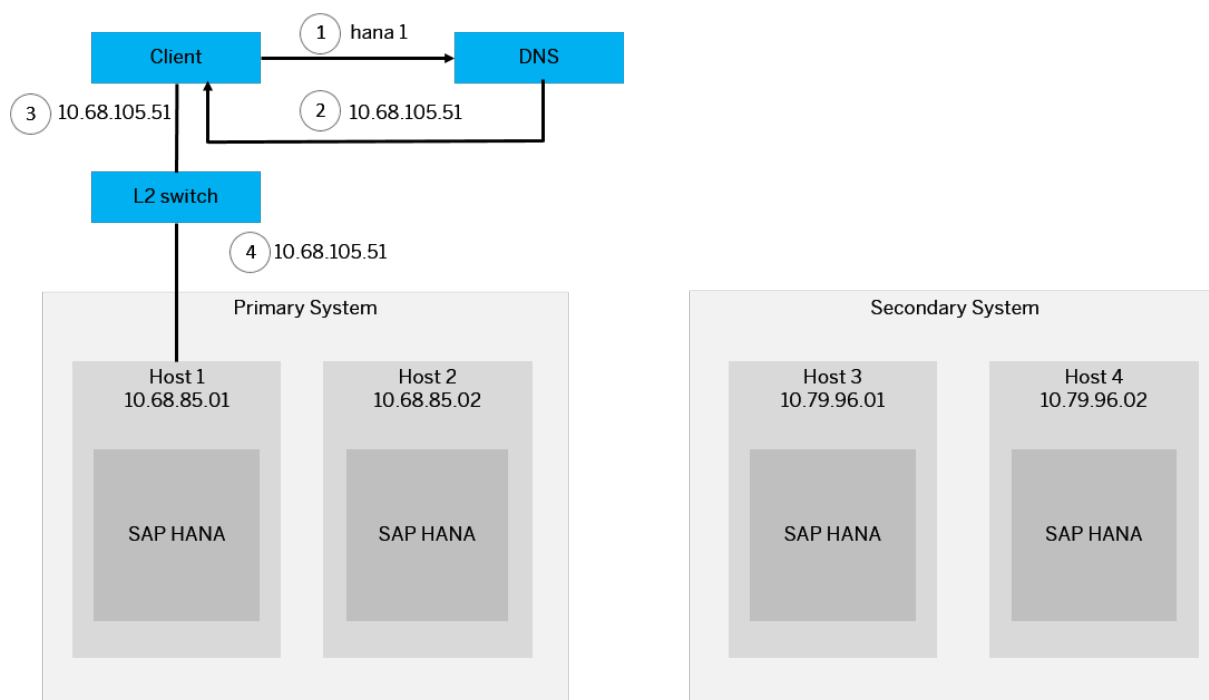 1 hana 1
Client
DNS
3 10.68.105.51
2 10.68.105.51
L2 switch
4 10.68.105.51
Primary System
Secondary System
Host 1
10.68.85.01
Host 2
10.68.85.02
Host 3
10.79.96.01
Host 4
10.79.96.02
SAP HANA
SAP HANA
SAP HANA
SAP HANA